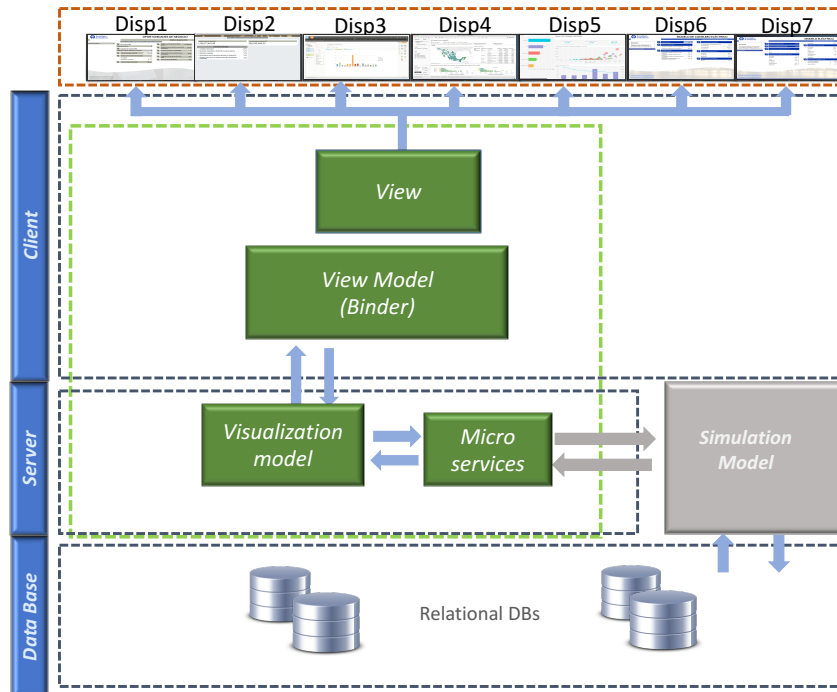 Disp1 Disp2 Disp3 Disp4 Disp5 Disp6 Disp7
Client
View
View Model
(Binder)
Server
Visualization
model
Micro
services
Simulation
Model
Data Base
Relational DBs